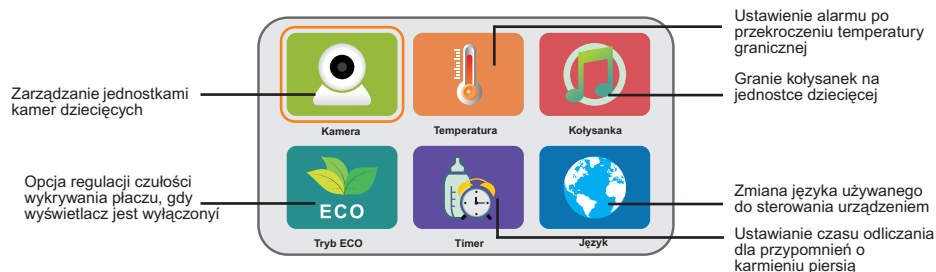 Zarządzanie jednostkami
kamer dziecięcych
Opcja regulacji czułości
wykrywania płaczu, gdy
wyświetlacz jest wyłączonyí
Kamera
Temperatura
Kołysanka
ECO
Tryb ECO
Timer
Język
Ustawienie alarmu po
przekroczeniu temperatury
granicznej
Granie kołysanek na
jednostce dziecięcej
Zmiana języka używanego
do sterowania urządzeniem
Ustawianie czasu odliczania
dla przypomnień o
karmieniu piersią